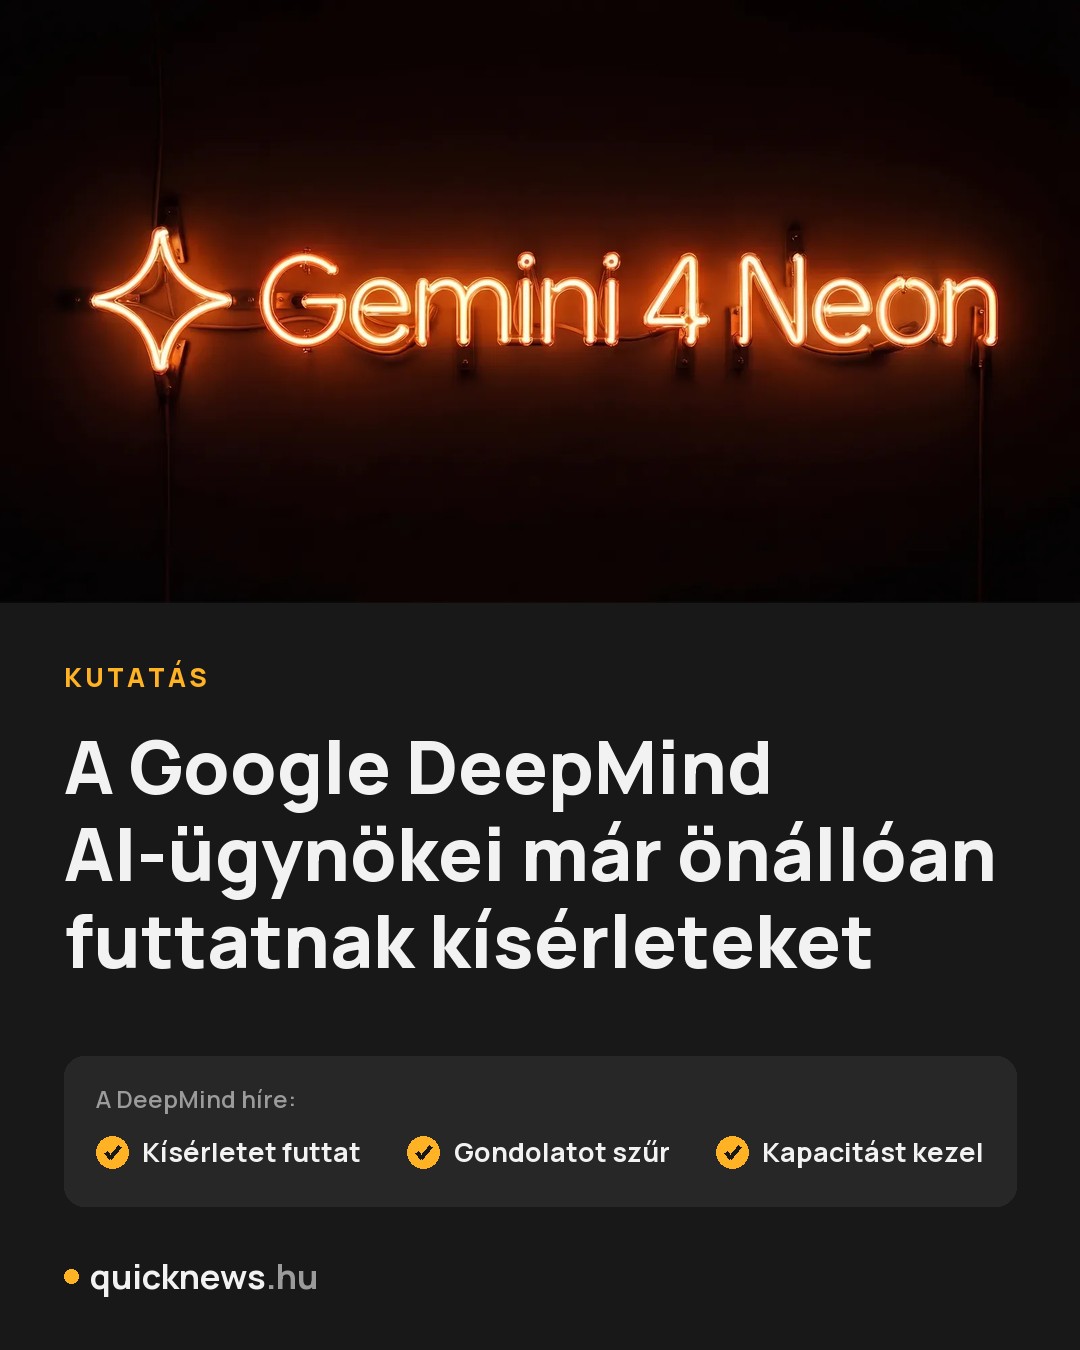 Gemini 4 Neon
KUTATÁS
A Google DeepMind
AI-ügynökei már önállóan
futtatnak kísérleteket
A DeepMind híre:
Kísérletet futtat
Gondolatot szűr
Kapacitást kezel
quicknews.hu